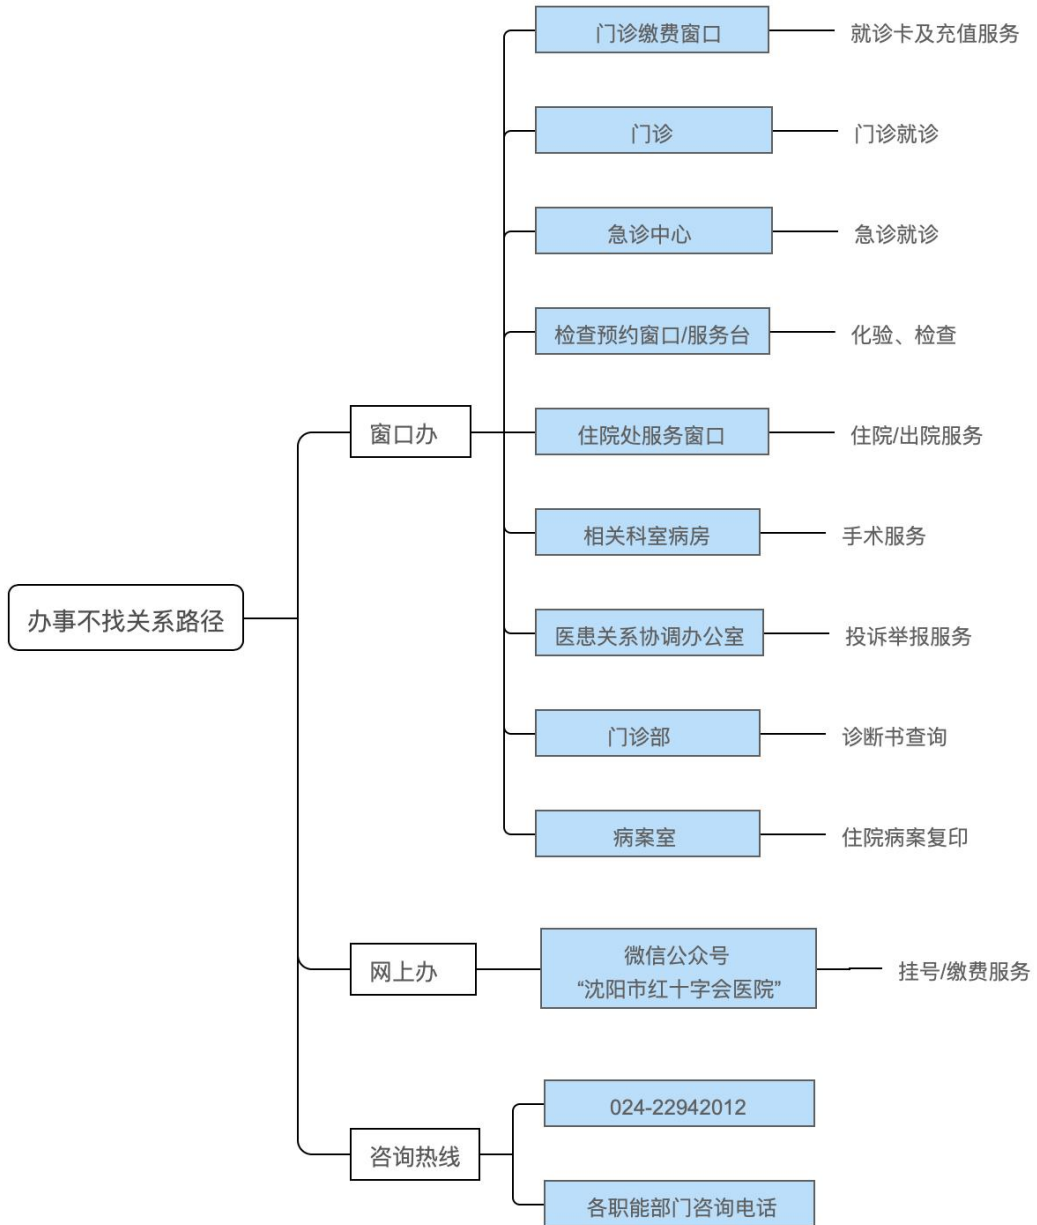 门诊缴费窗口
就诊卡及充值服务
门诊
门诊就诊
急诊中心
急诊就诊
检查预约窗口/服务台
化验、检查
窗口办
住院处服务窗口
住院/出院服务
相关科室病房
手术服务
办事不找关系路径
医患关系协调办公室
投诉举报服务
门诊部
诊断书查询
病案室
住院病案复印
网上办
微信公众号
“沈阳市红十字会医院”
挂号/缴费服务
024-22942012
咨询热线
各职能部门咨询电话